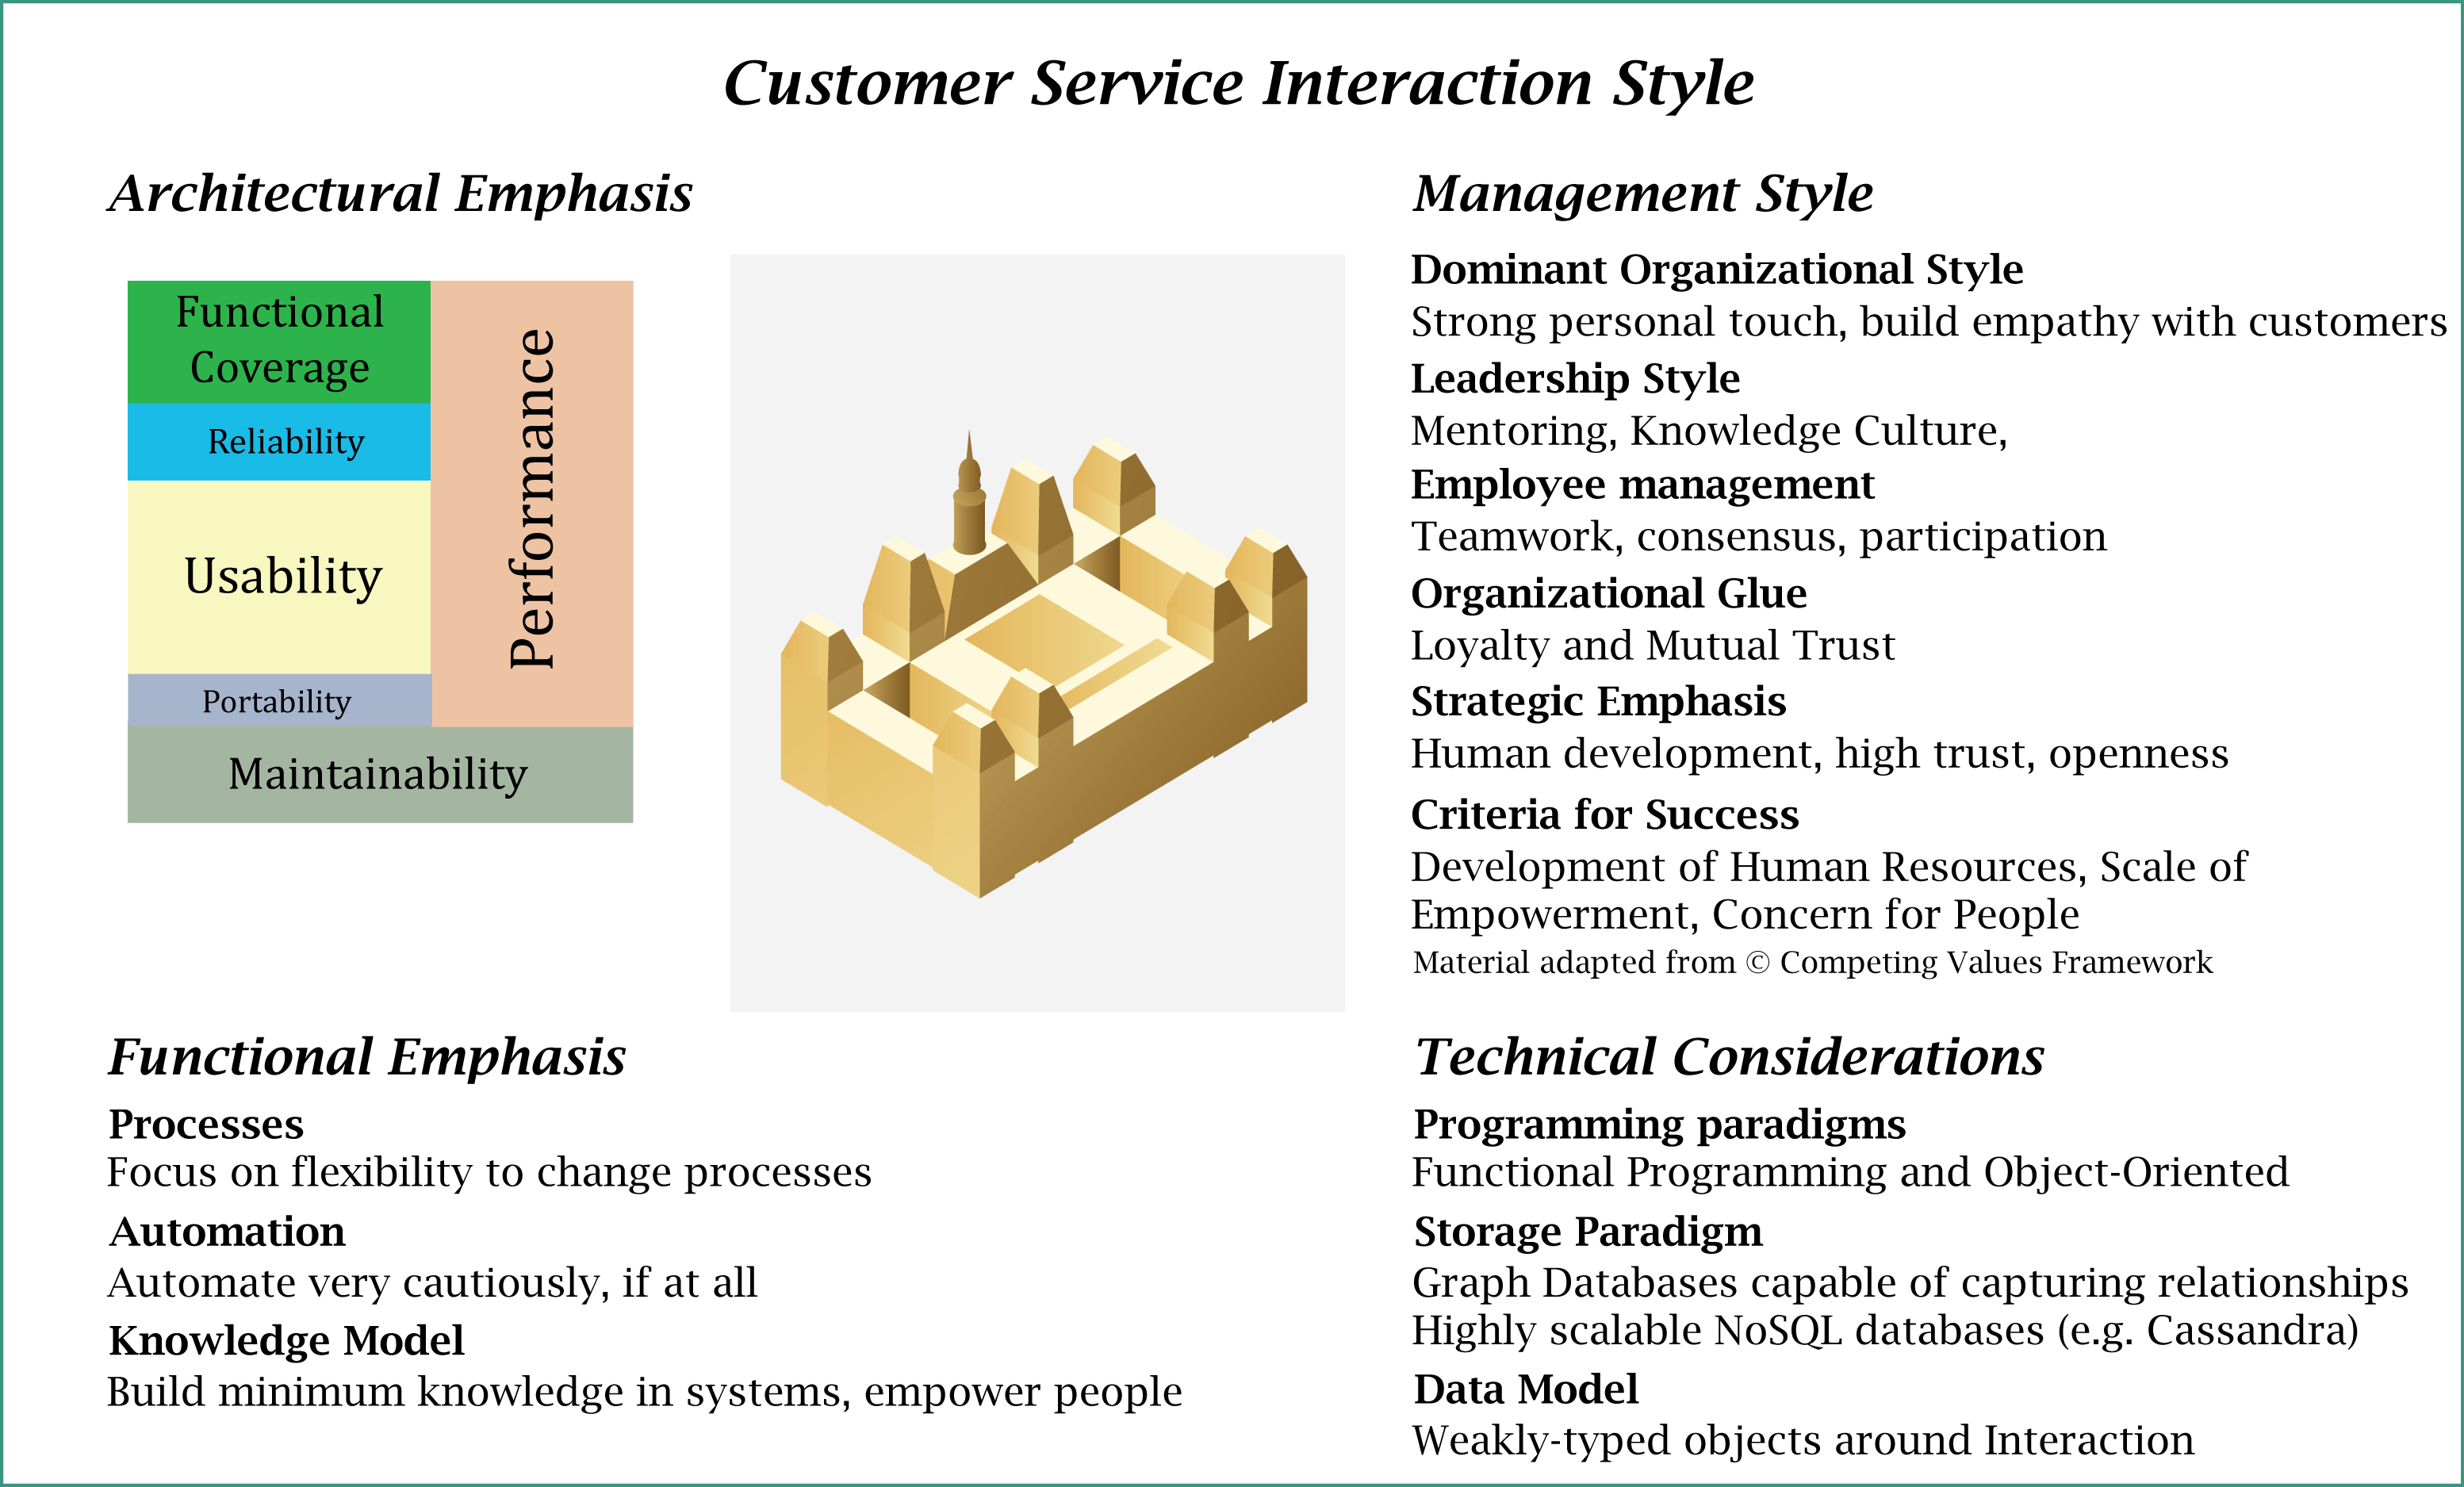 Customer Service Interaction Style
Architectural Emphasis
Functional
Coverage
Reliability
Usability
Portability
Performance
Maintainability
Management Style
Dominant Organizational Style
Strong personal touch, build empathy with customers
Leadership Style
Mentoring, Knowledge Culture,
Employee management
Teamwork, consensus, participation
Organizational Glue
Loyalty and Mutual Trust
Strategic Emphasis
Human development, high trust, openness
Criteria for Success
Development of Human Resources, Scale of
Empowerment, Concern for People
Material adapted from © Competing Values Framework
Functional Emphasis
Processes
Focus on flexibility to change processes
Automation
Automate very cautiously, if at all
Knowledge Model
Build minimum knowledge in systems, empower people
Technical Considerations
Programming paradigms
Functional Programming and Object-Oriented
Storage Paradigm
Graph Databases capable of capturing relationships
Highly scalable NoSQL databases (e.g. Cassandra)
Data Model
Weakly-typed objects around Interaction